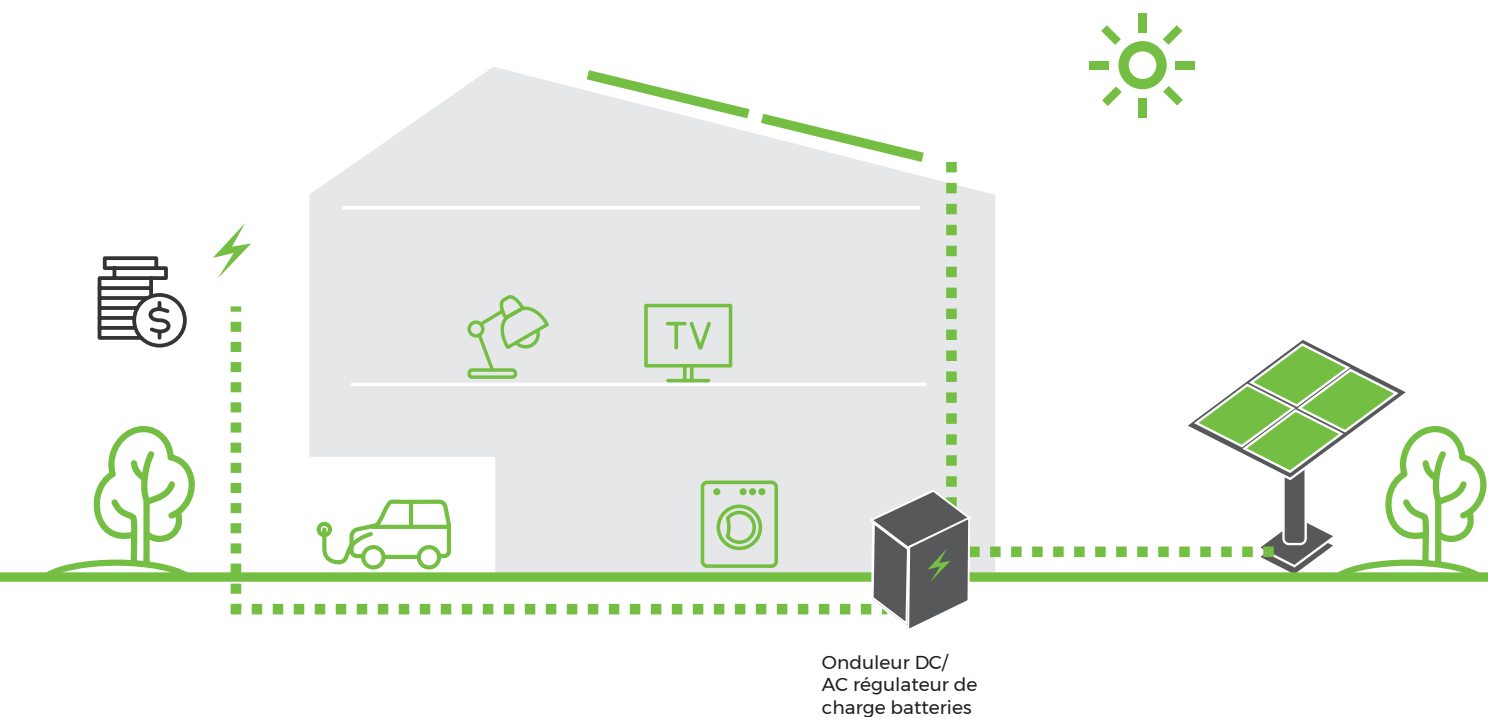 $
TV
Onduleur DC/
AC régulateur de
charge batteries